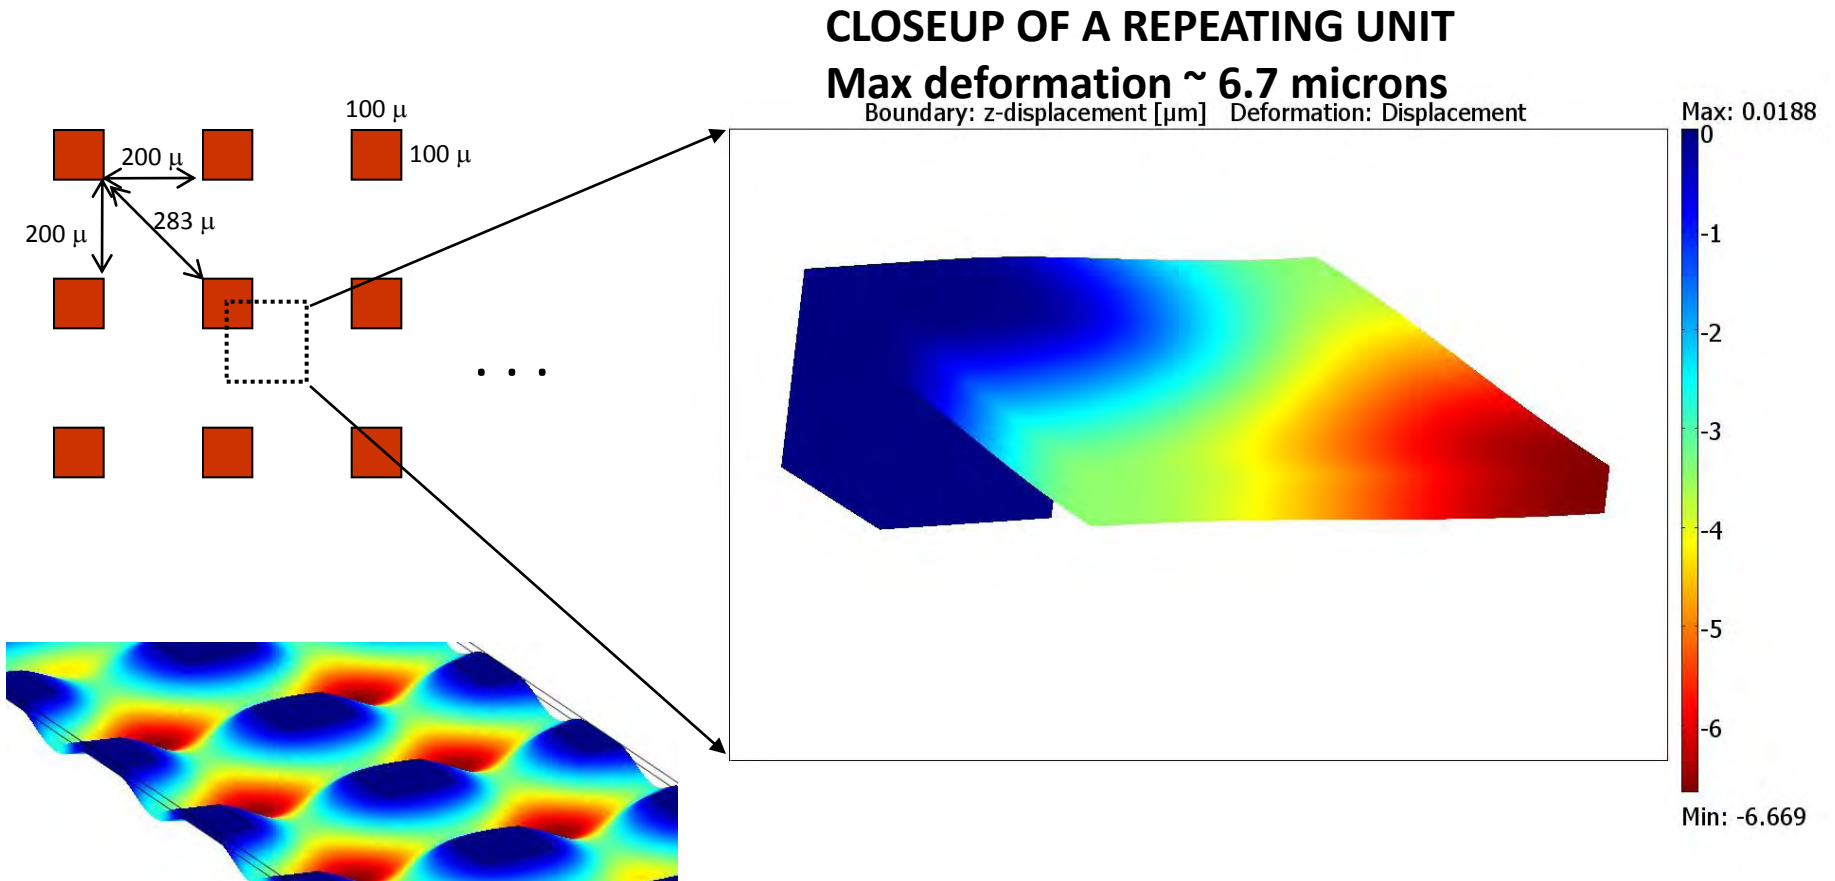 CLOSEUP OF A REPEATING UNIT
Max deformation ~ 6.7 microns
Boundary: z-displacement [µm] Deformation: Displacement
Max: 0.0188
100 μ
100 μ
200 μ
283 μ
200 μ
. . .
0
-1
-2
-3
-4
-5
-6
Min: -6.669